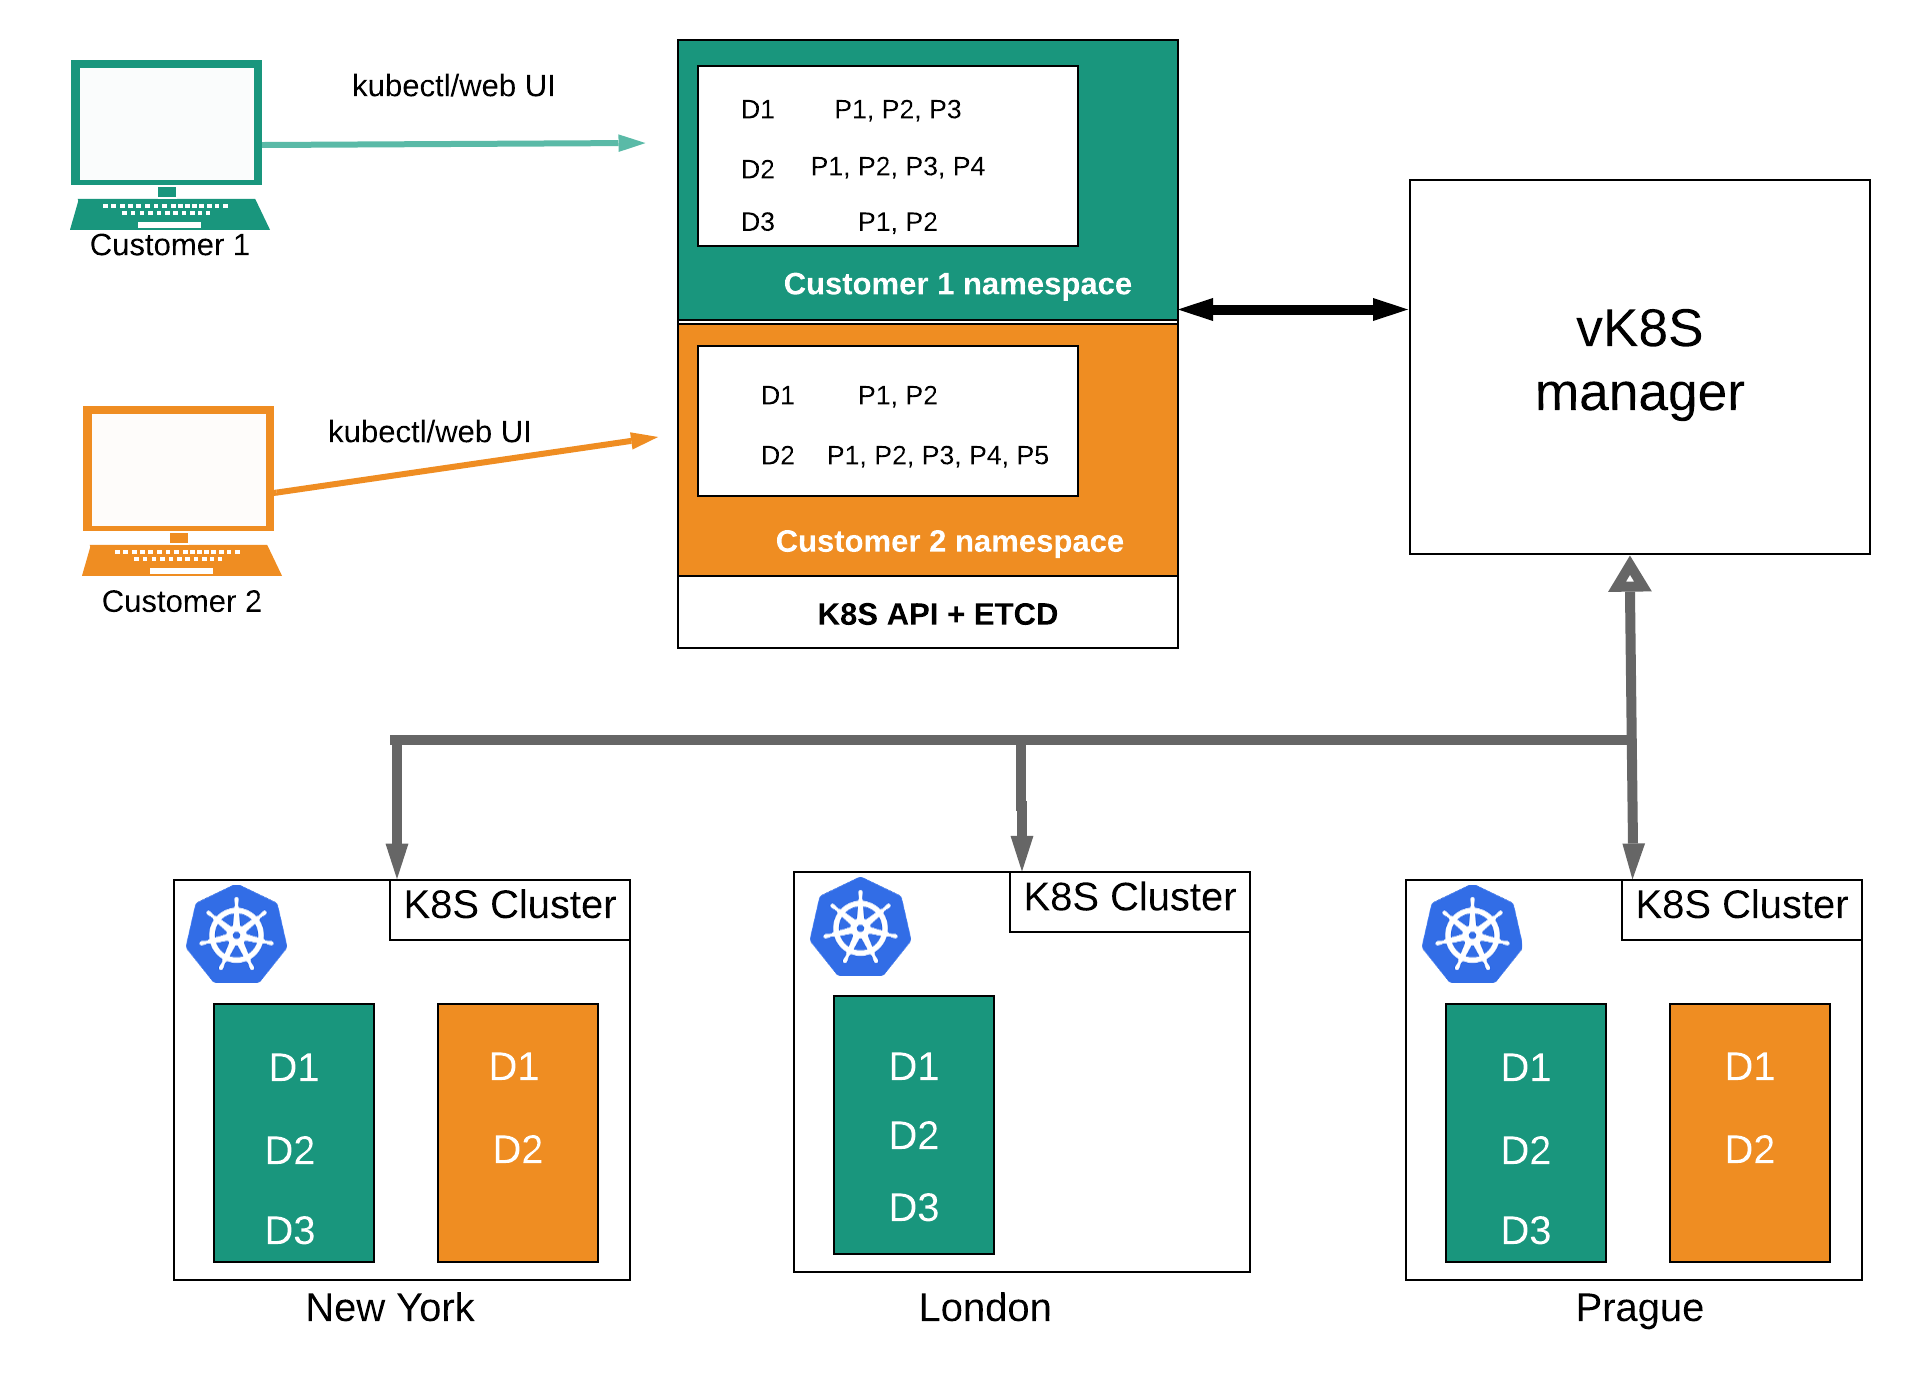 kubectl/web UI
Customer 1
D1 P1, P2, P3
D2 P1, P2, P3, P4
D3 P1, P2
Customer 1 namespace
kubectl/web UI
Customer 2
D1 P1, P2
D2 P1, P2, P3, P4, P5
Customer 2 namespace
K8S API + ETCD
vK8S
manager
K8S Cluster
D1
D2
D3
D1
D2
New York
K8S Cluster
D1
D2
D3
London
K8S Cluster
D1
D2
D3
D1
D2
Prague